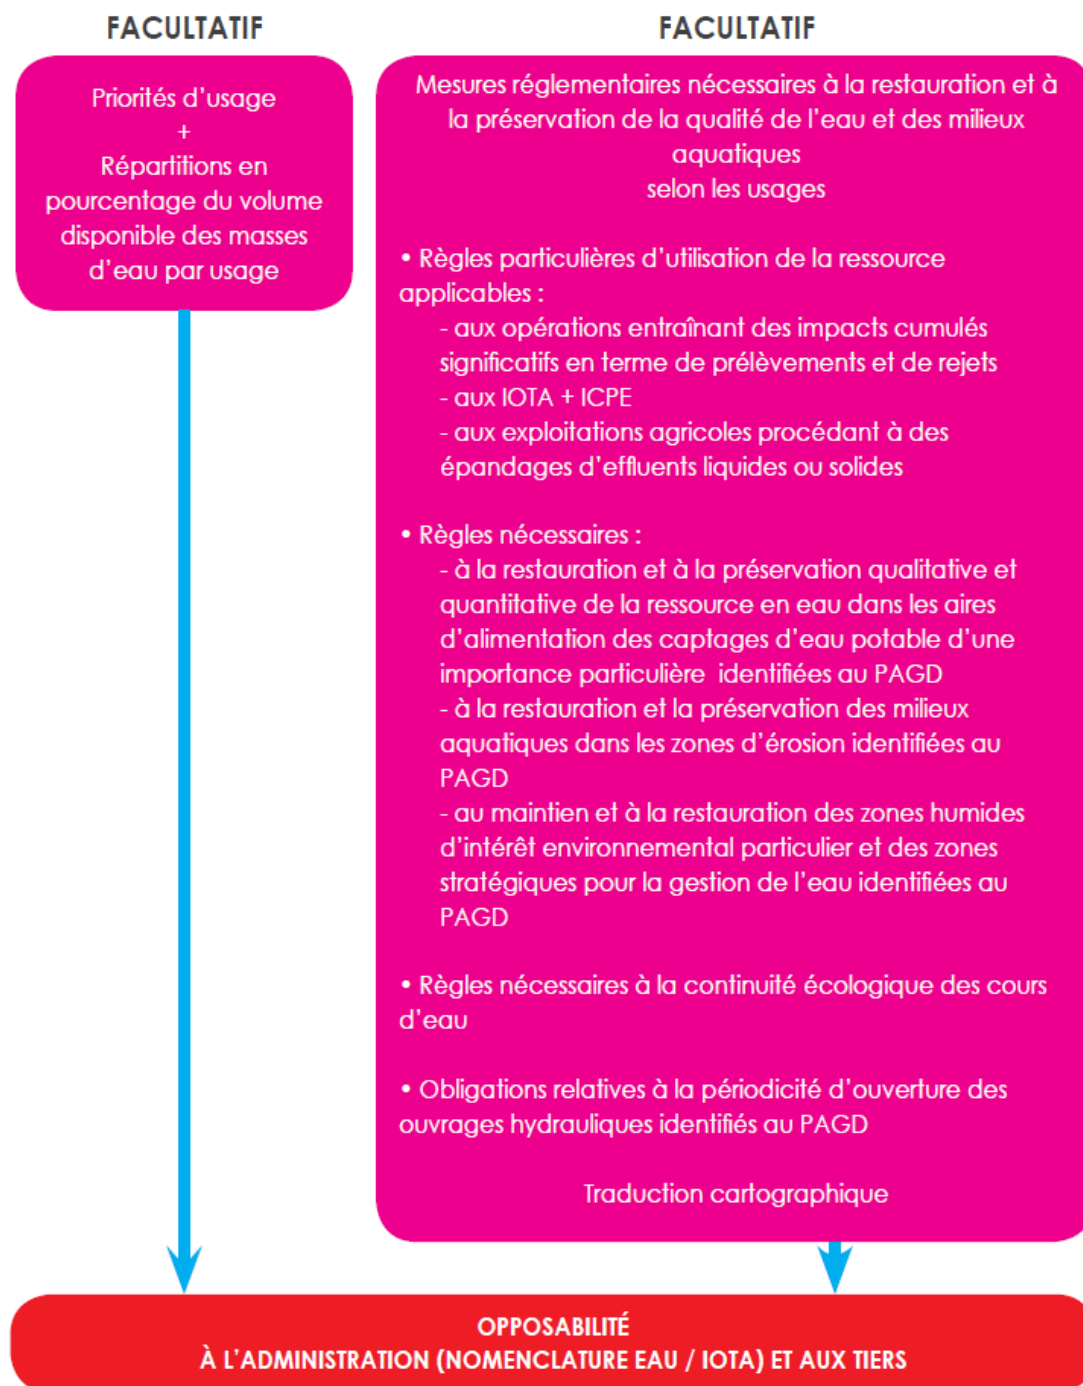 FACULTATIF
Priorités d’usage
+
Répartitions en
pourcentage du volume
disponible des masses
d’eau par usage
FACULTATIF
Mesures réglementaires nécessaires à la restauration et à
la préservation de la qualité de l’eau et des milieux
aquatiques
selon les usages
• Règles particulières d’utilisation de la ressource
applicables :
- aux opérations entraînant des impacts cumulés
significatifs en terme de prélèvements et de rejets
- aux IOTA + ICPE
- aux exploitations agricoles procédant à des
épandages d’effluents liquides ou solides
• Règles nécessaires :
- à la restauration et à la préservation qualitative et
quantitative de la ressource en eau dans les aires
d’alimentation des captages d’eau potable d’une
importance particulière identifiées au PAGD
- à la restauration et la préservation des milieux
aquatiques dans les zones d’érosion identifiées au
PAGD
- au maintien et à la restauration des zones humides
d’intérêt environnemental particulier et des zones
stratégiques pour la gestion de l’eau identifiées au
PAGD
• Règles nécessaires à la continuité écologique des cours
d’eau
• Obligations relatives à la périodicité d’ouverture des
ouvrages hydrauliques identifiés au PAGD
Traduction cartographique
OPPOSABILITÉ
À L’ADMINISTRATION (NOMENCLATURE EAU / IOTA) ET AUX TIERS